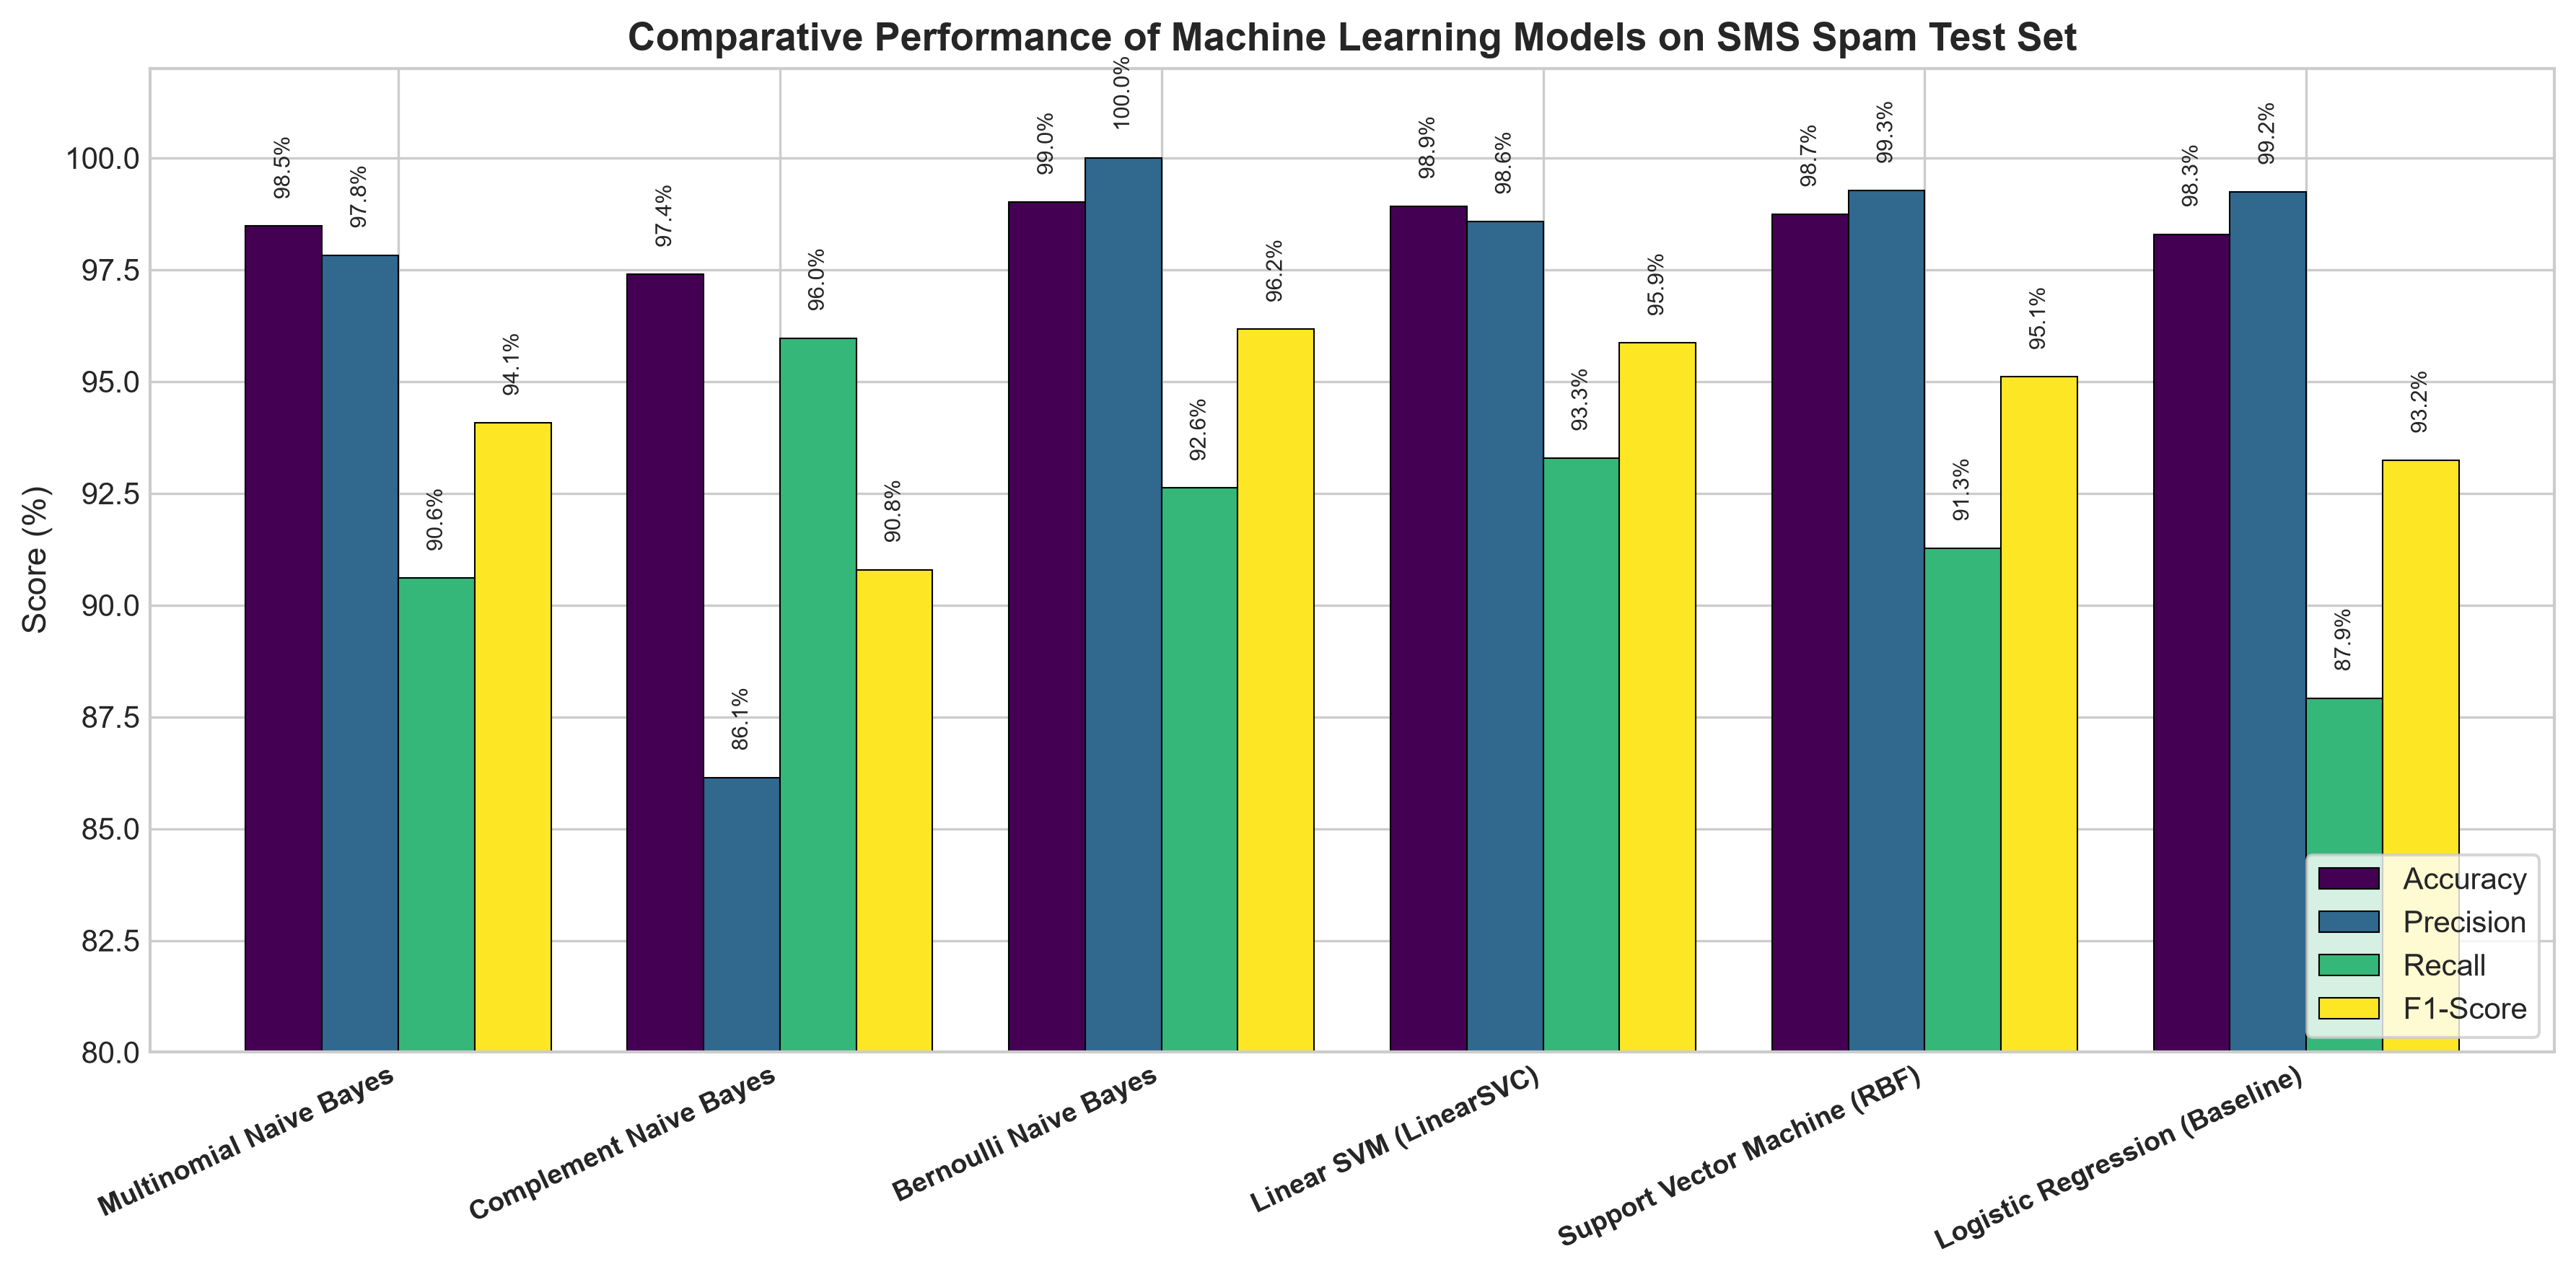 Comparative Performance of Machine Learning Models on SMS Spam Test Set
Score (%)
100.0
97.5
95.0
92.5
90.0
87.5
85.0
82.5
80.0
98.5%
97.8%
90.6%
94.1%
97.4%
86.1%
96.0%
90.8%
99.0%
100.0%
92.6%
96.2%
98.9%
98.6%
93.3%
95.9%
98.7%
99.3%
91.3%
95.1%
98.3%
99.2%
87.9%
93.2%
Accuracy
Precision
Recall
F1-Score
Multinomial Naive Bayes
Complement Naive Bayes
Bernoulli Naive Bayes
Linear SVM (LinearSVC)
Support Vector Machine (RBF)
Logistic Regression (Baseline)